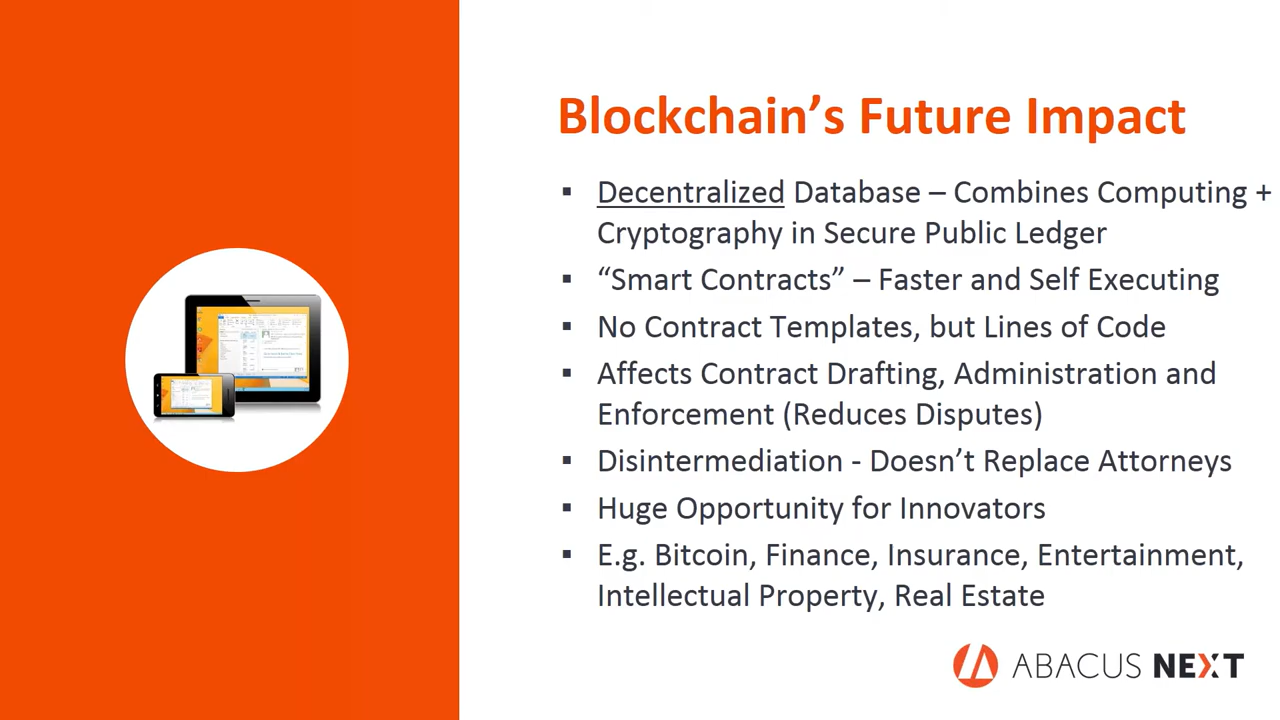 Blockchain’s Future Impact
▪ Decentralized Database – Combines Computing +
Cryptography in Secure Public Ledger
▪ “Smart Contracts” – Faster and Self Executing
▪ No Contract Templates, but Lines of Code
▪ Affects Contract Drafting, Administration and
Enforcement (Reduces Disputes)
▪ Disintermediation - Doesn’t Replace Attorneys
▪ Huge Opportunity for Innovators
▪ E.g. Bitcoin, Finance, Insurance, Entertainment,
Intellectual Property, Real Estate
ABACUS NEXT